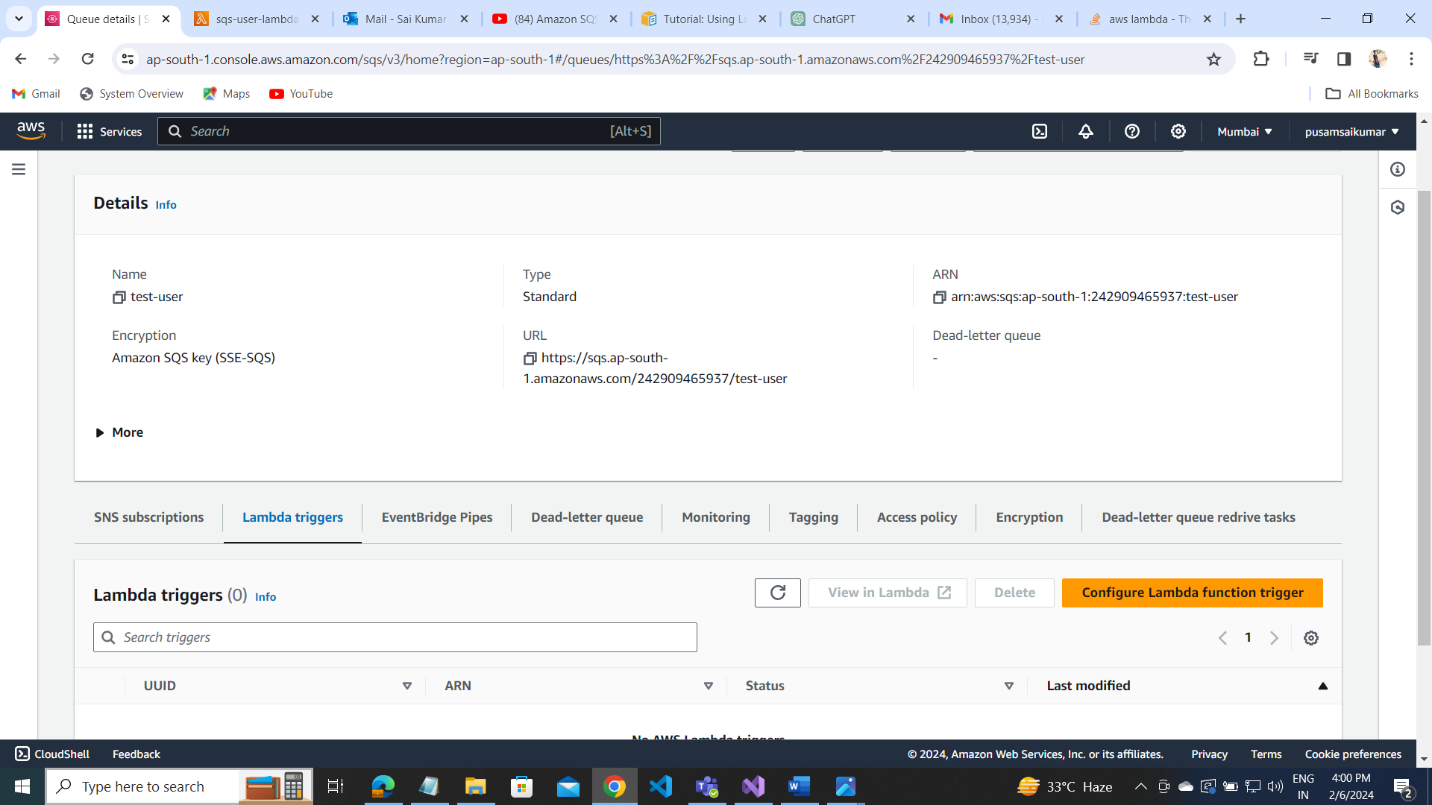 Queue details | S
sqs-user-lambda
Mail - Sai Kumar
(84) Amazon SQS
Tutorial: Using La
ChatGPT
Inbox (13,934) -
aws lambda - Th
ap-south-1.console.aws.amazon.com/sqs/v3/home?region=ap-south-1#/queues/https%3A%2F%2Fsqs.ap-south-1.amazonaws.com%2F242909465937%2Ftest-user
Gmail
System Overview
Maps
YouTube
All Bookmarks
aws
Services
Search
[Alt+S]
Mumbai
pusamsaikumar
Details Info
Name
test-user
Type
Standard
ARN
arn:aws:sqs:ap-south-1:242909465937:test-user
Encryption
Amazon SQS key (SSE-SQS)
URL
https://sqs.ap-south-
1.amazonaws.com/242909465937/test-user
Dead-letter queue
-
More
SNS subscriptions
Lambda triggers
EventBridge Pipes
Dead-letter queue
Monitoring
Tagging
Access policy
Encryption
Dead-letter queue redrive tasks
Lambda triggers (0) Info
View in Lambda
Delete
Configure Lambda function trigger
Search triggers
1
UUID
ARN
Status
Last modified
No AWS Lambda triggers
CloudShell
Feedback
© 2024, Amazon Web Services, Inc. or its affiliates.
Privacy
Terms
Cookie preferences
Type here to search
33°C Haze
ENG
IN
4:00 PM
2/6/2024
2